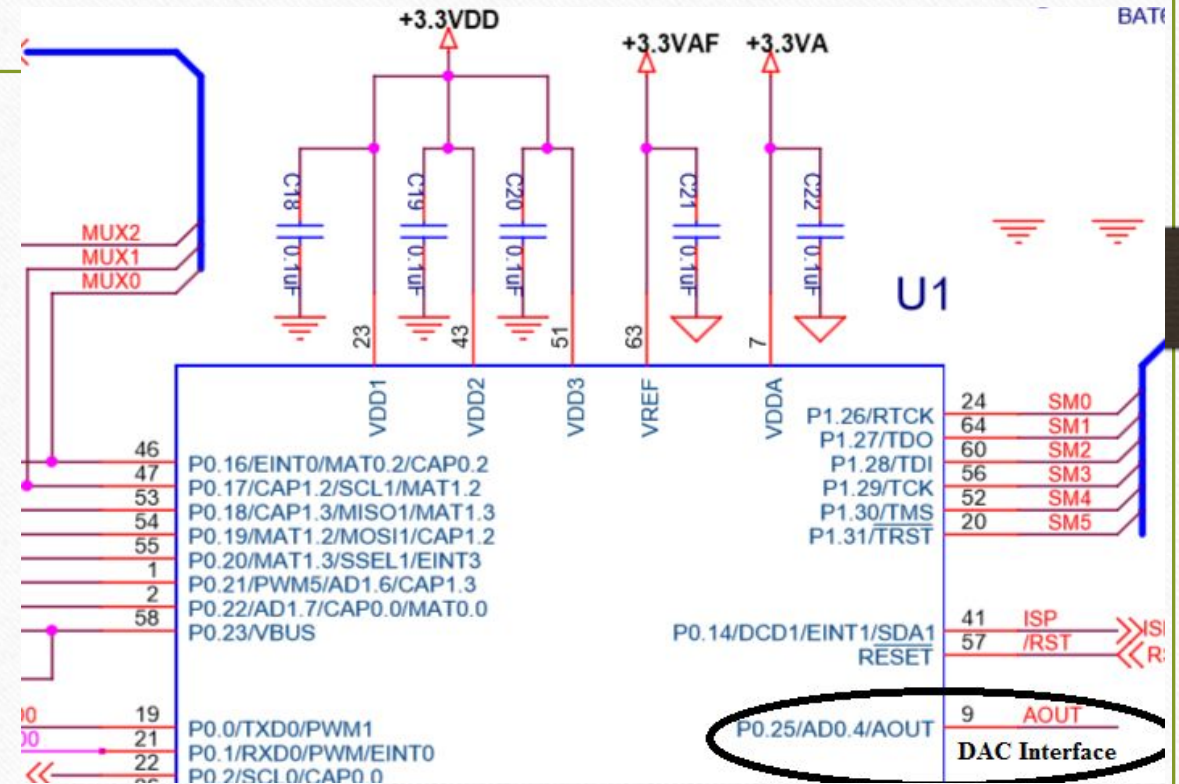 +3.3VDD
BAT6
+3.3VAF
+3.3VA
C18
C19
C20
C21
C22
MUX2
MUX1
MUX0
0.1uF
0.1uF
0.1uF
0.1uF
0.1uF
U1
23
43
51
63
7
VDD1
VDD2
VDD3
VREF
VDDA
46 P0.16/EINT0/MAT0.2/CAP0.2
47 P0.17/CAP1.2/SCL1/MAT1.2
53 P0.18/CAP1.3/MISO1/MAT1.3
54 P0.19/MAT1.2/MOSI1/CAP1.2
55 P0.20/MAT1.3/SSEL1/EINT3
1 P0.21/PWM5/AD1.6/CAP1.3
2 P0.22/AD1.7/CAP0.0/MAT0.0
58 P0.23/VBUS
P1.26/RTCK 24 SM0
P1.27/TDO 64 SM1
P1.28/TDI 60 SM2
P1.29/TCK 56 SM3
P1.30/TMS 52 SM4
P1.31/TRST 20 SM5
P0.14/DCD1/EINT1/SDA1 41 ISP
RESET 57 /RST
19 P0.0/TXD0/PWM1
21 P0.1/RXD0/PWM/EINT0
22 P0.2/SCL0/CAP0.0
P0.25/AD0.4/AOUT 9 AOUT
DAC Interface